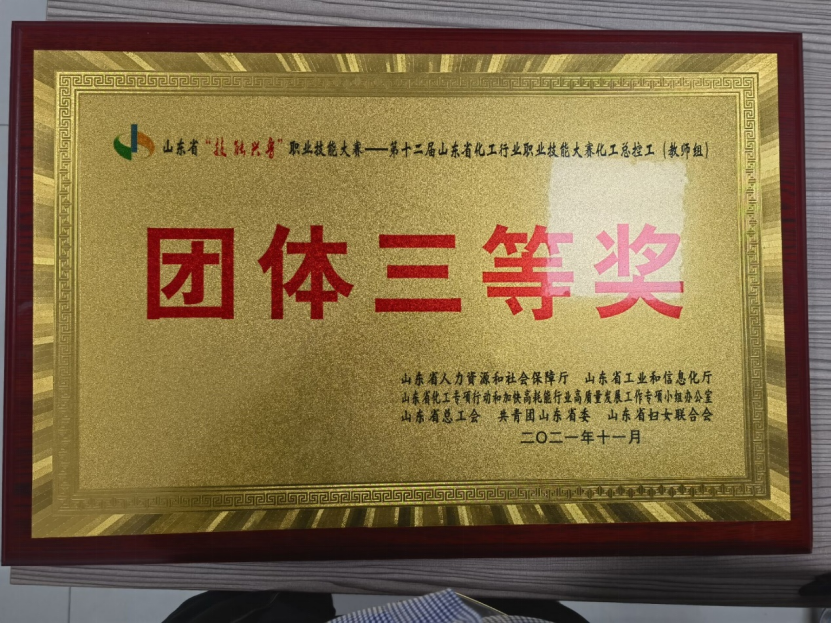 山东省“技能兴鲁”职业技能大赛——第十二届山东省化工行业职业技能大赛化工总控工（教师组）
团体三等奖
山东省人力资源和社会保障厅 山东省工业和信息化厅
山东省化工专项行动和加快高耗能行业高质量发展工作专项小组办公室
山东省总工会 共青团山东省委 山东省妇女联合会
二〇二一年十一月